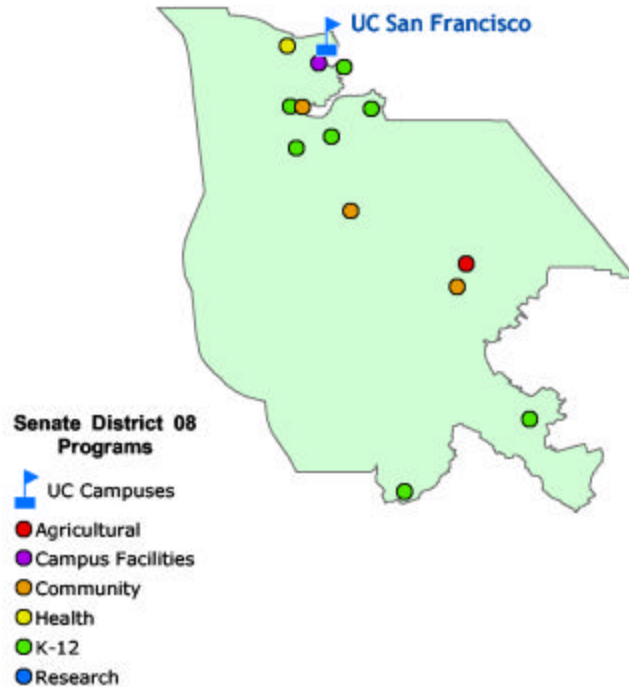 UC San Francisco
Senate District 08
Programs
UC Campuses
Agricultural
Campus Facilities
Community
Health
K-12
Research